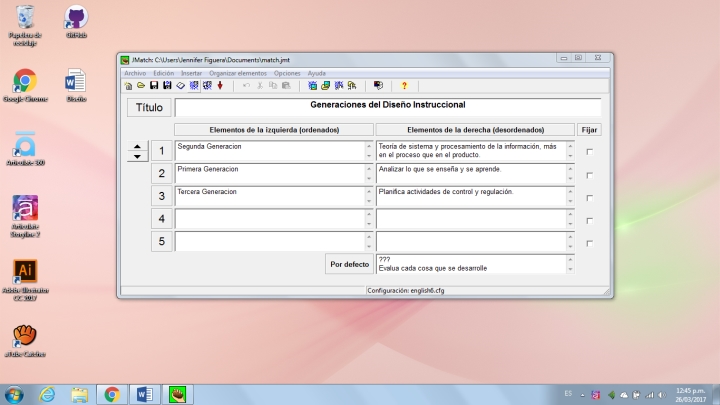 Papelera de
reciclaje
GitHub
Google Chrome
Diseño
Articulate 360
Articulate
Storyline 2
Ai
Adobe Illustrator
CC 2017
aTube Catcher
JMatch: C:\Users\Jennifer Figuera\Documents\match.jmt
Archivo Edición Insertar Organizar elementos Opciones Ayuda
Título
Generaciones del Diseño Instruccional
Elementos de la izquierda (ordenados)
Elementos de la derecha (desordenados)
Fijar
1
Segunda Generacion
Teoría de sistema y procesamiento de la información, más
en el proceso que en el producto.
2
Primera Generacion
Analizar lo que se enseña y se aprende.
3
Tercera Generacion
Planifica actividades de control y regulación.
4
5
Por defecto
???
Evalua cada cosa que se desarrolle
Configuración: english6.cfg
ES
12:45 p.m.
26/03/2017